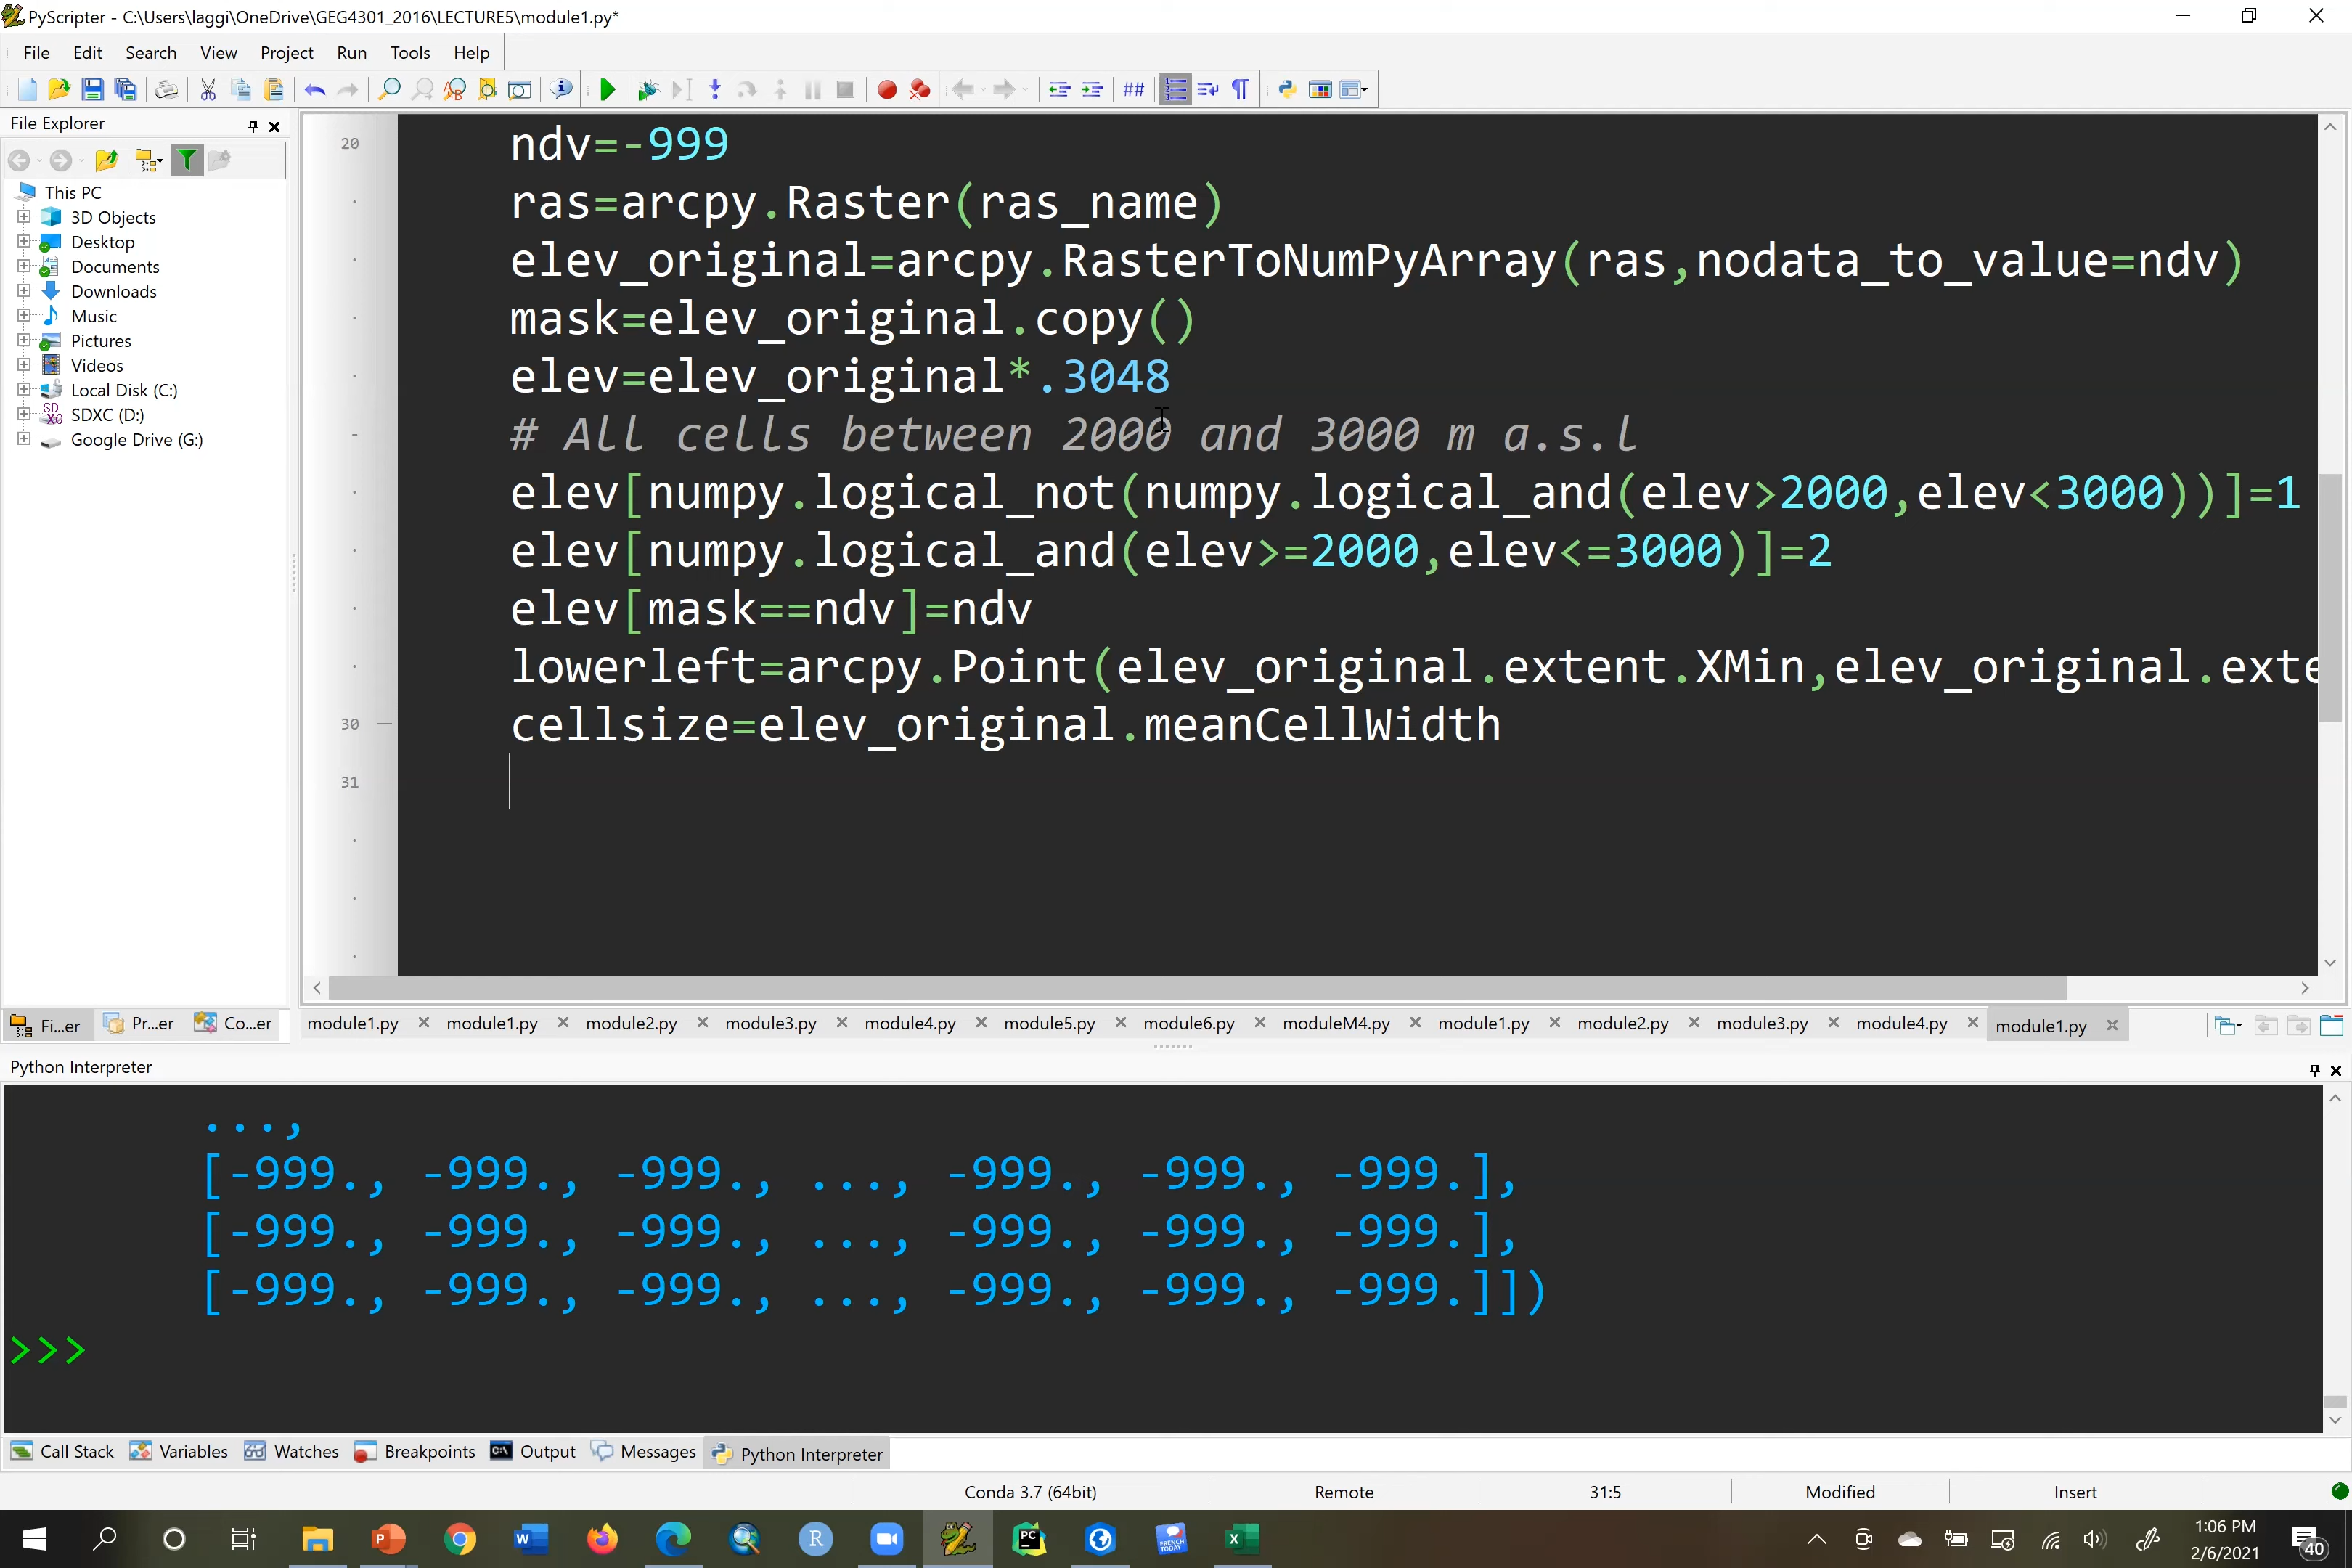 PyScripter - C:\Users\laggi\OneDrive\GEG4301_2016\LECTURE5\module1.py*
File Edit Search View Project Run Tools Help
File Explorer
This PC
3D Objects
Desktop
Documents
Downloads
Music
Pictures
Videos
Local Disk (C:)
SDXC (D:)
Google Drive (G:)
Fi...er Pr...er Co...er
20 ndv=-999
ras=arcpy.Raster(ras_name)
elev_original=arcpy.RasterToNumPyArray(ras,nodata_to_value=ndv)
mask=elev_original.copy()
elev=elev_original*.3048
# All cells between 2000 and 3000 m a.s.l
elev[numpy.logical_not(numpy.logical_and(elev>2000,elev<3000))]=1
elev[numpy.logical_and(elev>=2000,elev<=3000)]=2
elev[mask==ndv]=ndv
lowerleft=arcpy.Point(elev_original.extent.XMin,elev_original.exte
30 cellsize=elev_original.meanCellWidth
31
module1.py module1.py module2.py module3.py module4.py module5.py module6.py moduleM4.py module1.py module2.py module3.py module4.py module1.py
Python Interpreter
...,
[-999., -999., -999., ..., -999., -999., -999.],
[-999., -999., -999., ..., -999., -999., -999.],
[-999., -999., -999., ..., -999., -999., -999.]])
>>>
Call Stack Variables Watches Breakpoints Output Messages Python Interpreter
Conda 3.7 (64bit) Remote 31:5 Modified Insert
1:06 PM
2/6/2021
40